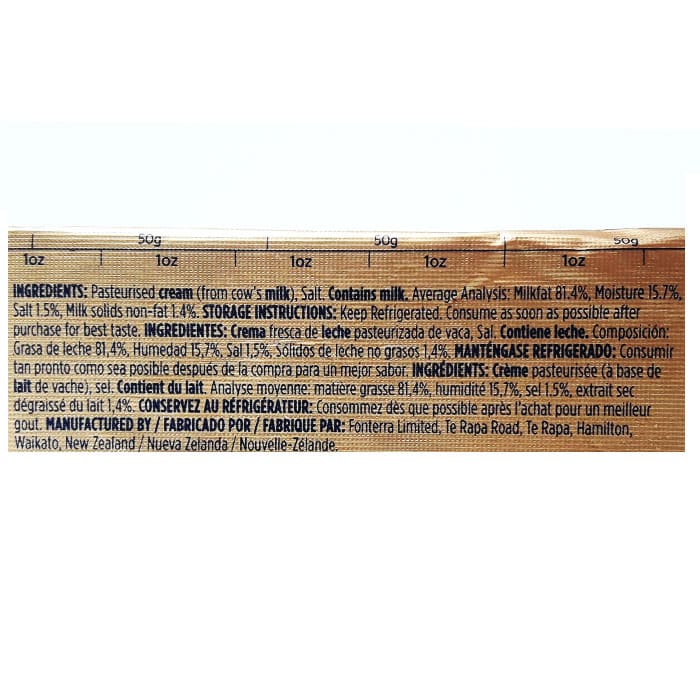 50g 50g 50g
1oz 1oz 1oz 1oz 1oz
INGREDIENTS: Pasteurised cream (from cow's milk), Salt. Contains milk. Average Analysis: Milkfat 81.4%, Moisture 15.7%,
Salt 1.5%, Milk solids non-fat 1.4%. STORAGE INSTRUCTIONS: Keep Refrigerated. Consume as soon as possible after
purchase for best taste. INGREDIENTES: Crema fresca de leche pasteurizada de vaca, Sal. Contiene leche. Composición:
Grasa de leche 81,4%, Humedad 15,7%, Sal 1,5%, Sólidos de leche no grasos 1,4%. MANTÉNGASE REFRIGERADO: Consumir
tan pronto como sea posible después de la compra para un mejor sabor. INGRÉDIENTS: Crème pasteurisée (à base de
lait de vache), sel. Contient du lait. Analyse moyenne: matière grasse 81,4%, humidité 15,7%, sel 1.5%, extrait sec
dégraissé du lait 1,4%. CONSERVEZ AU RÉFRIGÉRATEUR: Consommez dès que possible après l'achat pour un meilleur
gout. MANUFACTURED BY / FABRICADO POR / FABRIQUE PAR: Fonterra Limited, Te Rapa Road, Te Rapa, Hamilton,
Waikato, New Zealand / Nueva Zelanda / Nouvelle-Zélande.